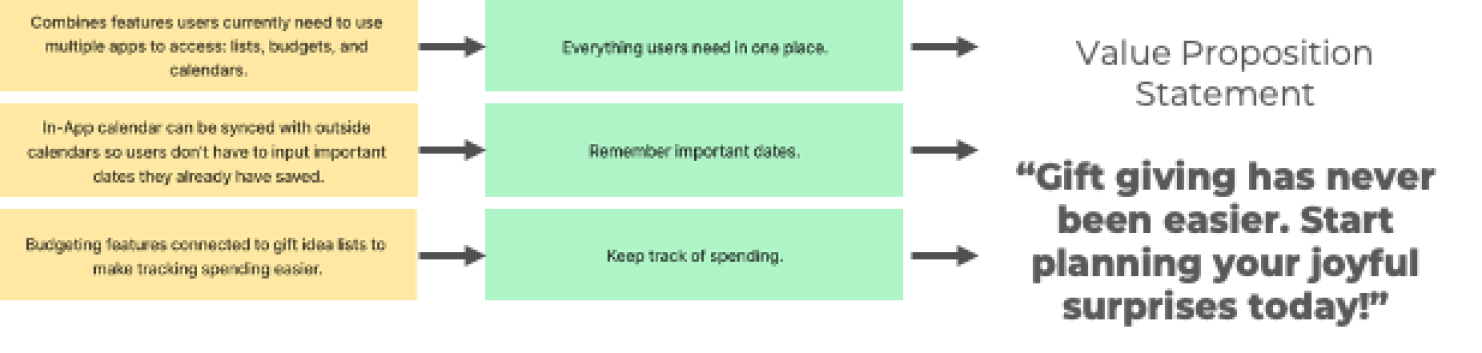 Combines features users currently need to use
multiple apps to access: lists, budgets, and
calendars.
Everything users need in one place.
In-App calendar can be synced with outside
calendars so users don't have to input important
dates they already have saved.
Remember important dates.
Budgeting features connected to gift idea lists to
make tracking spending easier.
Keep track of spending.
Value Proposition
Statement
“Gift giving has never
been easier. Start
planning your joyful
surprises today!”